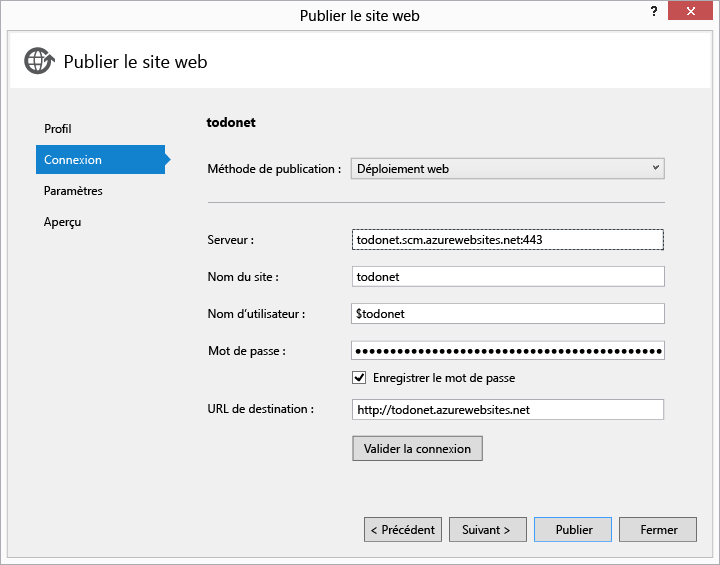 Publier le site web
?
Publier le site web
Profil
Connexion
Paramètres
Aperçu
todonet
Méthode de publication : Déploiement web
Serveur : todonet.scm.azurewebsites.net:443
Nom du site : todonet
Nom d'utilisateur : $todonet
Mot de passe : ●●●●●●●●●●●●●●●●●●●●●●●●●●●●●●●●●●●●●●●●●●●●
Enregistrer le mot de passe
URL de destination : http://todonet.azurewebsites.net
Valider la connexion
< Précédent Suivant > Publier Fermer